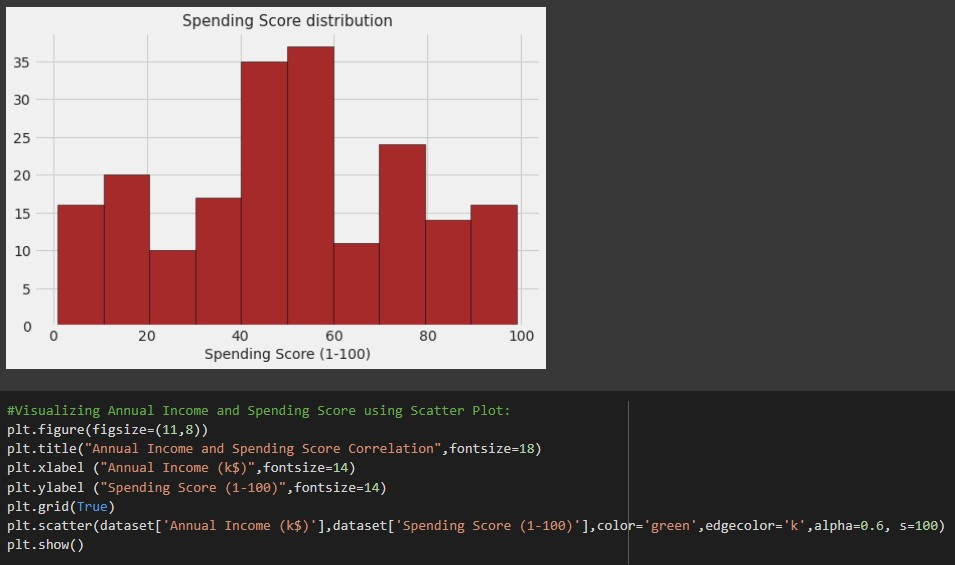 Spending Score distribution
35
30
25
20
15
10
5
0
0 20 40 60 80 100
Spending Score (1-100)
#Visualizing Annual Income and Spending Score using Scatter Plot:
plt.figure(figsize=(11,8))
plt.title("Annual Income and Spending Score Correlation",fontsize=18)
plt.xlabel ("Annual Income (k$)",fontsize=14)
plt.ylabel ("Spending Score (1-100)",fontsize=14)
plt.grid(True)
plt.scatter(dataset['Annual Income (k$)'],dataset['Spending Score (1-100)'],color='green',edgecolor='k',alpha=0.6, s=100)
plt.show()